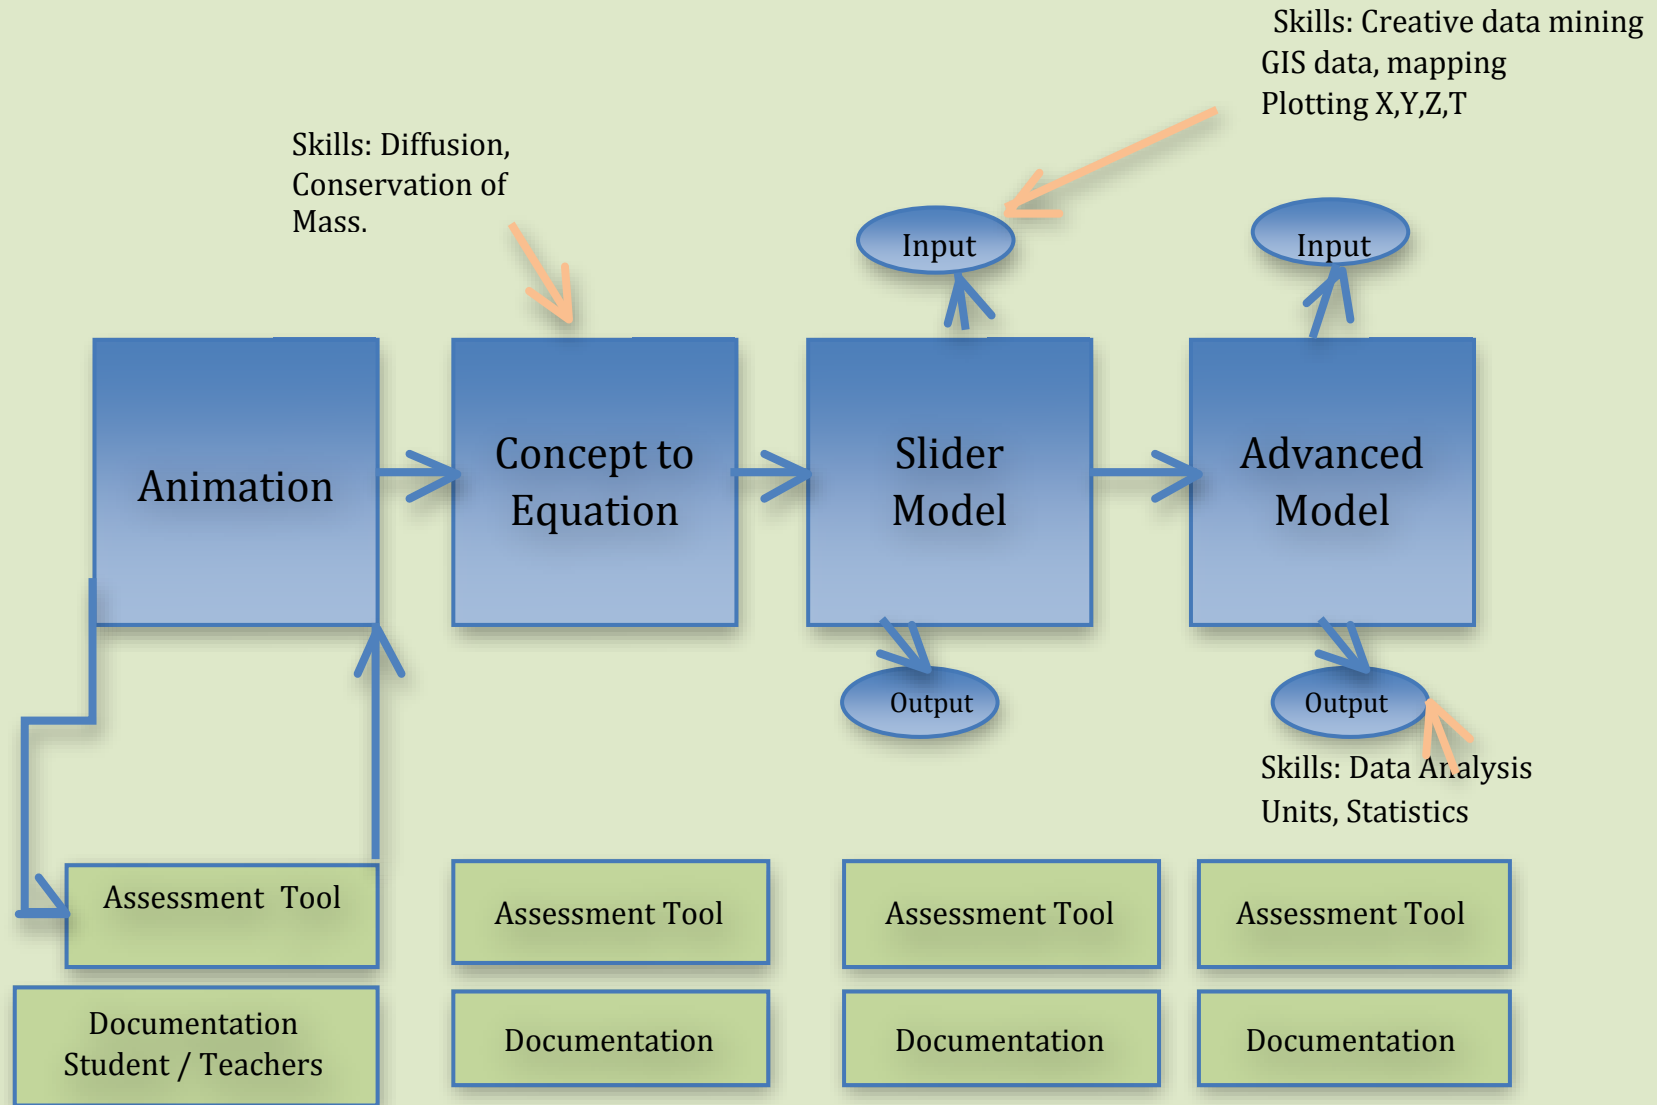 Skills: Creative data mining
GIS data, mapping
Plotting X,Y,Z,T
Skills: Diffusion,
Conservation of
Mass.
Input
Input
Animation
Concept to
Equation
Slider
Model
Advanced
Model
Output
Output
Skills: Data Analysis
Units, Statistics
Assessment Tool
Assessment Tool
Assessment Tool
Assessment Tool
Documentation
Student / Teachers
Documentation
Documentation
Documentation